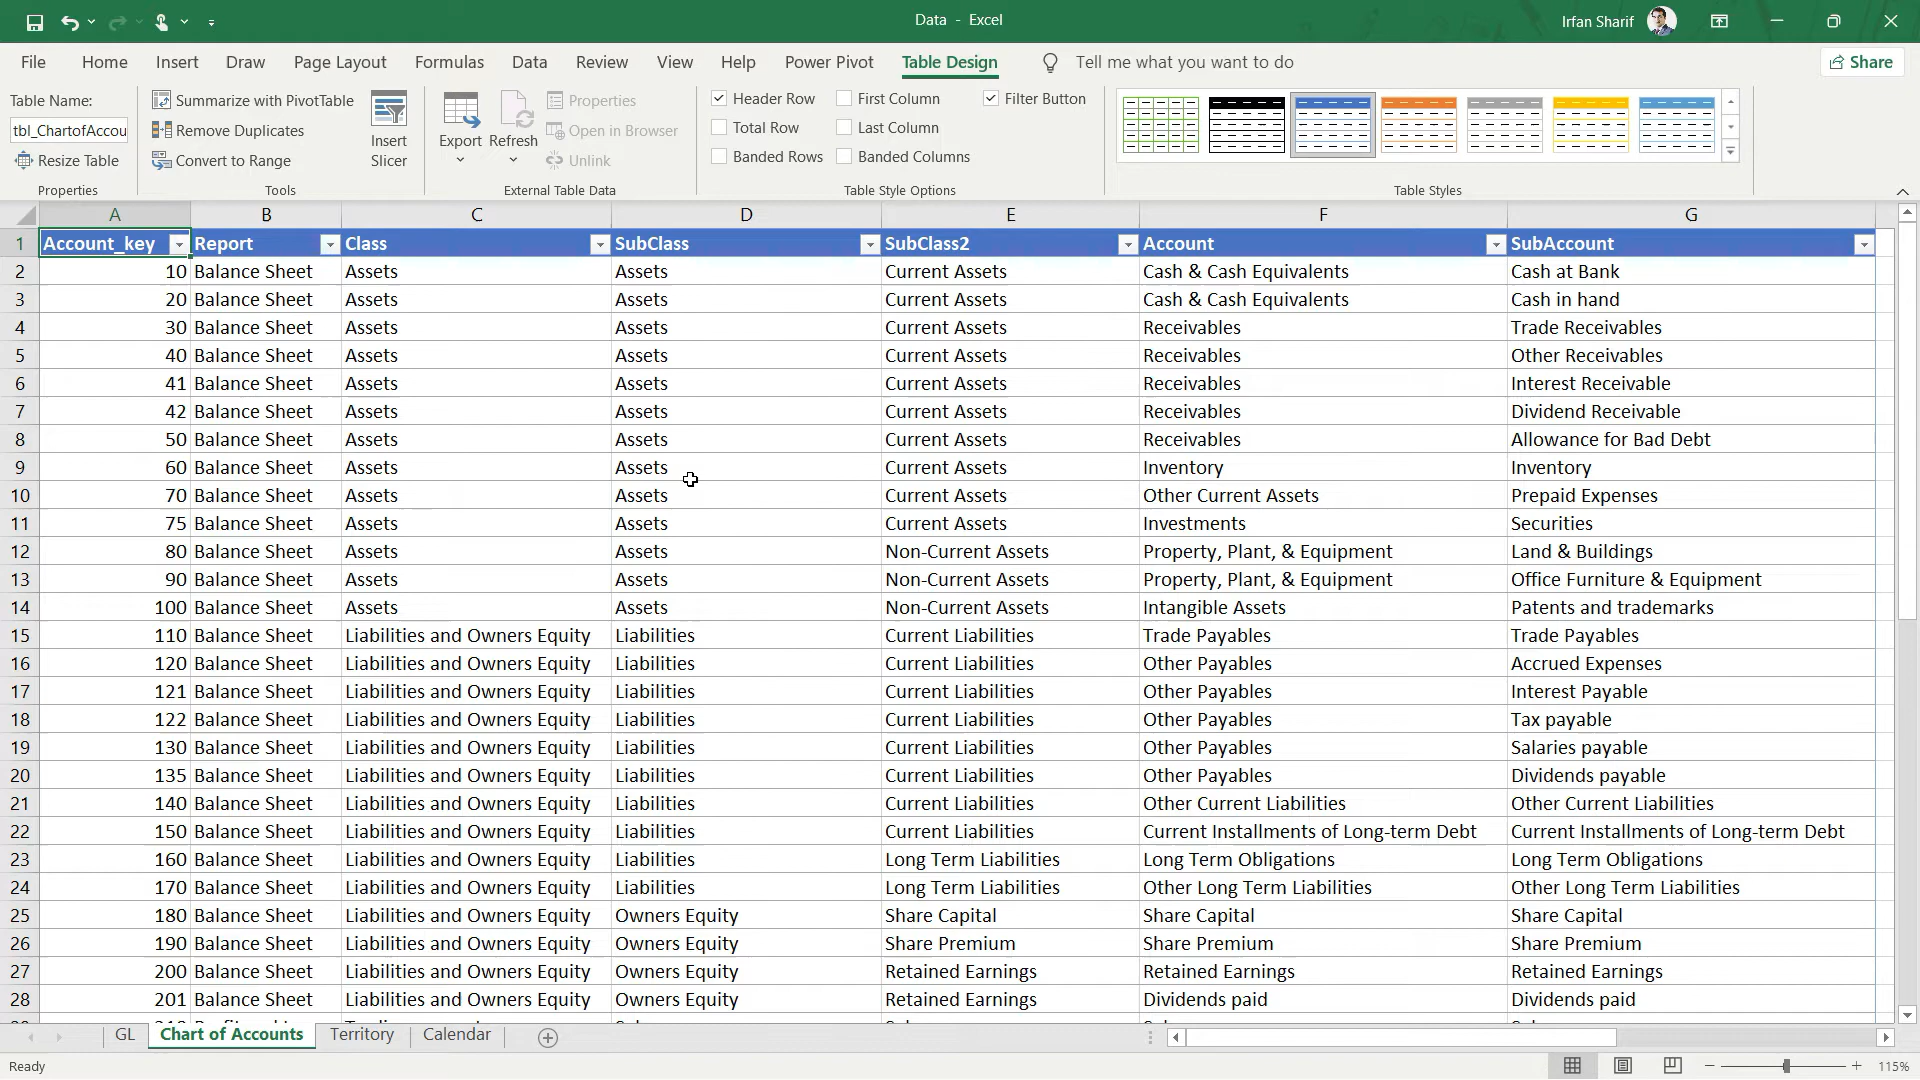 Data - Excel
Irfan Sharif
File Home Insert Draw Page Layout Formulas Data Review View Help Power Pivot Table Design Tell me what you want to do Share
Table Name:
tbl_ChartofAccou
Resize Table
Properties
Summarize with PivotTable
Remove Duplicates
Convert to Range
Tools
Insert
Slicer
Export
Refresh
Properties
Open in Browser
Unlink
External Table Data
Header Row First Column Filter Button
Total Row Last Column
Banded Rows Banded Columns
Table Style Options
Table Styles
A B C D E F G
1 Account_key Report Class SubClass SubClass2 Account SubAccount
2 10 Balance Sheet Assets Assets Current Assets Cash & Cash Equivalents Cash at Bank
3 20 Balance Sheet Assets Assets Current Assets Cash & Cash Equivalents Cash in hand
4 30 Balance Sheet Assets Assets Current Assets Receivables Trade Receivables
5 40 Balance Sheet Assets Assets Current Assets Receivables Other Receivables
6 41 Balance Sheet Assets Assets Current Assets Receivables Interest Receivable
7 42 Balance Sheet Assets Assets Current Assets Receivables Dividend Receivable
8 50 Balance Sheet Assets Assets Current Assets Receivables Allowance for Bad Debt
9 60 Balance Sheet Assets Assets Current Assets Inventory Inventory
10 70 Balance Sheet Assets Assets Current Assets Other Current Assets Prepaid Expenses
11 75 Balance Sheet Assets Assets Current Assets Investments Securities
12 80 Balance Sheet Assets Assets Non-Current Assets Property, Plant, & Equipment Land & Buildings
13 90 Balance Sheet Assets Assets Non-Current Assets Property, Plant, & Equipment Office Furniture & Equipment
14 100 Balance Sheet Assets Assets Non-Current Assets Intangible Assets Patents and trademarks
15 110 Balance Sheet Liabilities and Owners Equity Liabilities Current Liabilities Trade Payables Trade Payables
16 120 Balance Sheet Liabilities and Owners Equity Liabilities Current Liabilities Other Payables Accrued Expenses
17 121 Balance Sheet Liabilities and Owners Equity Liabilities Current Liabilities Other Payables Interest Payable
18 122 Balance Sheet Liabilities and Owners Equity Liabilities Current Liabilities Other Payables Tax payable
19 130 Balance Sheet Liabilities and Owners Equity Liabilities Current Liabilities Other Payables Salaries payable
20 135 Balance Sheet Liabilities and Owners Equity Liabilities Current Liabilities Other Payables Dividends payable
21 140 Balance Sheet Liabilities and Owners Equity Liabilities Current Liabilities Other Current Liabilities Other Current Liabilities
22 150 Balance Sheet Liabilities and Owners Equity Liabilities Current Liabilities Current Installments of Long-term Debt Current Installments of Long-term Debt
23 160 Balance Sheet Liabilities and Owners Equity Liabilities Long Term Liabilities Long Term Obligations Long Term Obligations
24 170 Balance Sheet Liabilities and Owners Equity Liabilities Long Term Liabilities Other Long Term Liabilities Other Long Term Liabilities
25 180 Balance Sheet Liabilities and Owners Equity Owners Equity Share Capital Share Capital Share Capital
26 190 Balance Sheet Liabilities and Owners Equity Owners Equity Share Premium Share Premium Share Premium
27 200 Balance Sheet Liabilities and Owners Equity Owners Equity Retained Earnings Retained Earnings Retained Earnings
28 201 Balance Sheet Liabilities and Owners Equity Owners Equity Retained Earnings Dividends paid Dividends paid
GL Chart of Accounts Territory Calendar
Ready
115%